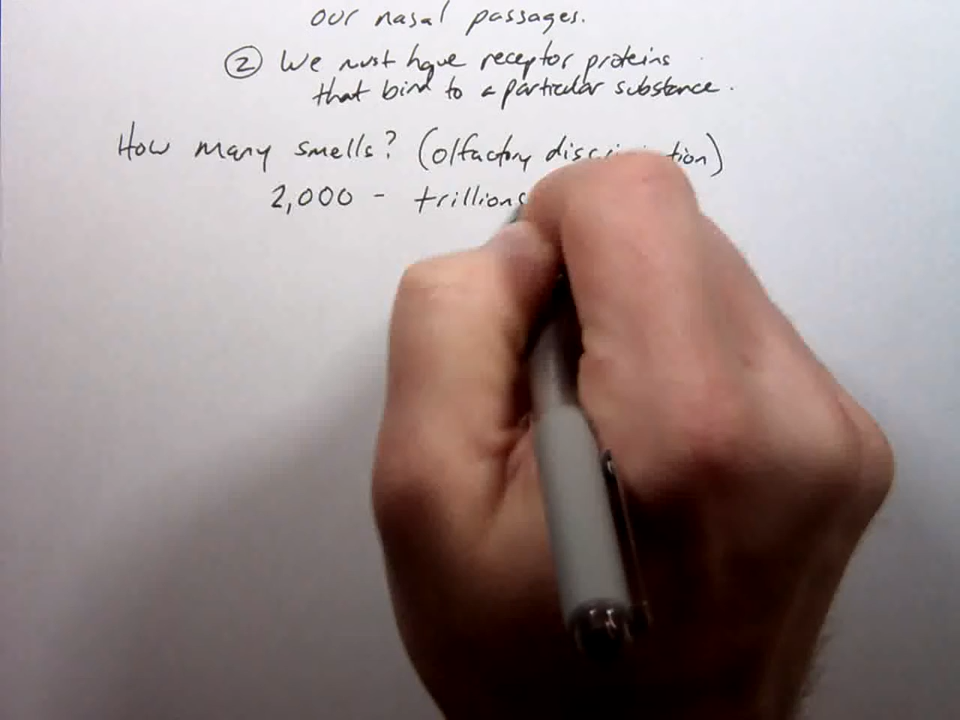 our nasal passages.
② We must have receptor proteins
that bind to a particular substance.
How many smells? (olfactory
2,000 - trillions